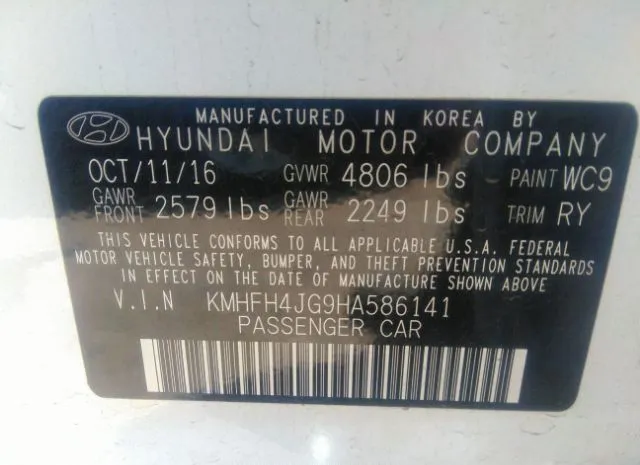 MANUFACTURED IN KOREA BY
HYUNDAI MOTOR COMPANY
OCT/11/16 GVWR 4806 lbs PAINT WC9
GAWR FRONT 2579 lbs GAWR REAR 2249 lbs TRIM RY
THIS VEHICLE CONFORMS TO ALL APPLICABLE U.S.A. FEDERAL
MOTOR VEHICLE SAFETY, BUMPER, AND THEFT PREVENTION STANDARDS
IN EFFECT ON THE DATE OF MANUFACTURE SHOWN ABOVE
V.I.N KMHFH4JG9HA586141
PASSENGER CAR